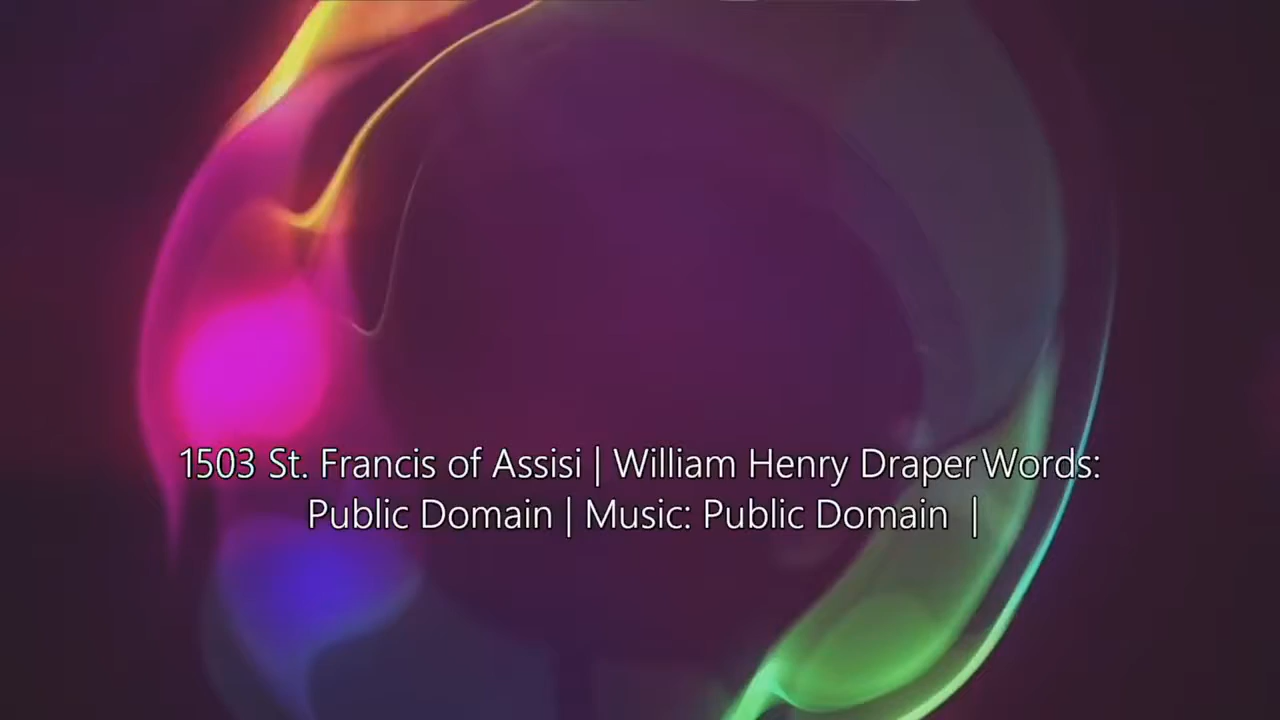 1503 St. Francis of Assisi | William Henry Draper Words:
Public Domain | Music: Public Domain |